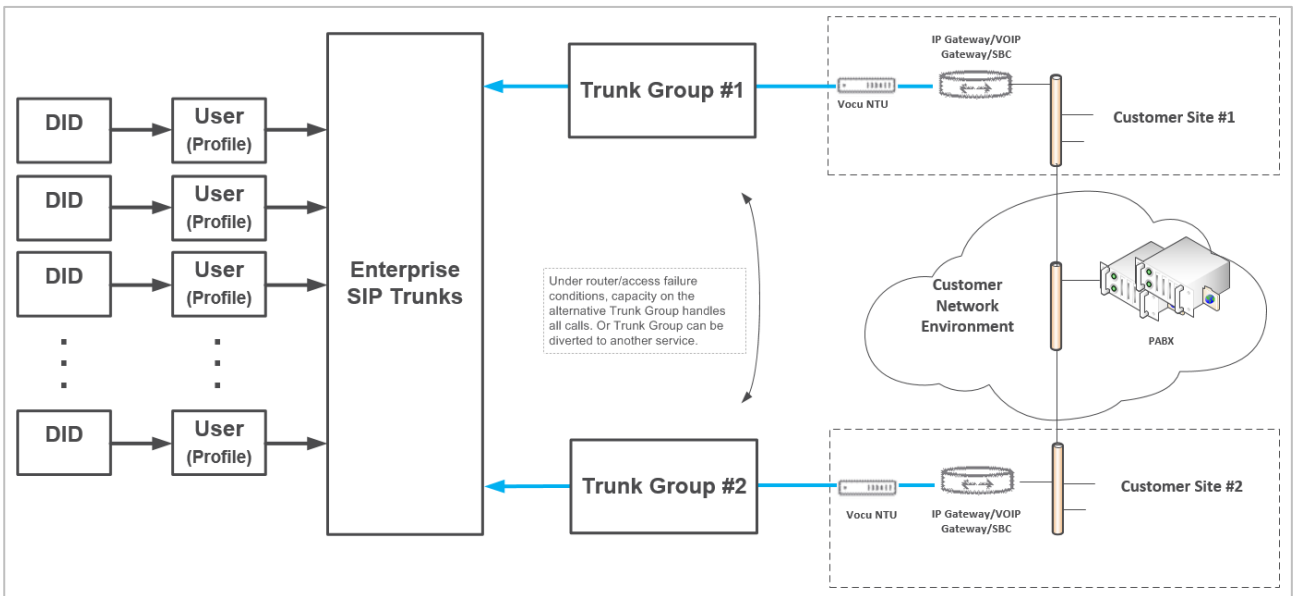 DID
User
(Profile)
DID
User
(Profile)
DID
User
(Profile)
DID
User
(Profile)
Enterprise
SIP Trunks
Trunk Group #1
Under router/access failure
conditions, capacity on the
alternative Trunk Group handles
all calls. Or Trunk Group can be
diverted to another service.
Trunk Group #2
IP Gateway/VOIP
Gateway/SBC
Vocu NTU
Customer Site #1
Customer
Network
Environment
PABX
Vocu NTU
IP Gateway/VOIP
Gateway/SBC
Customer Site #2